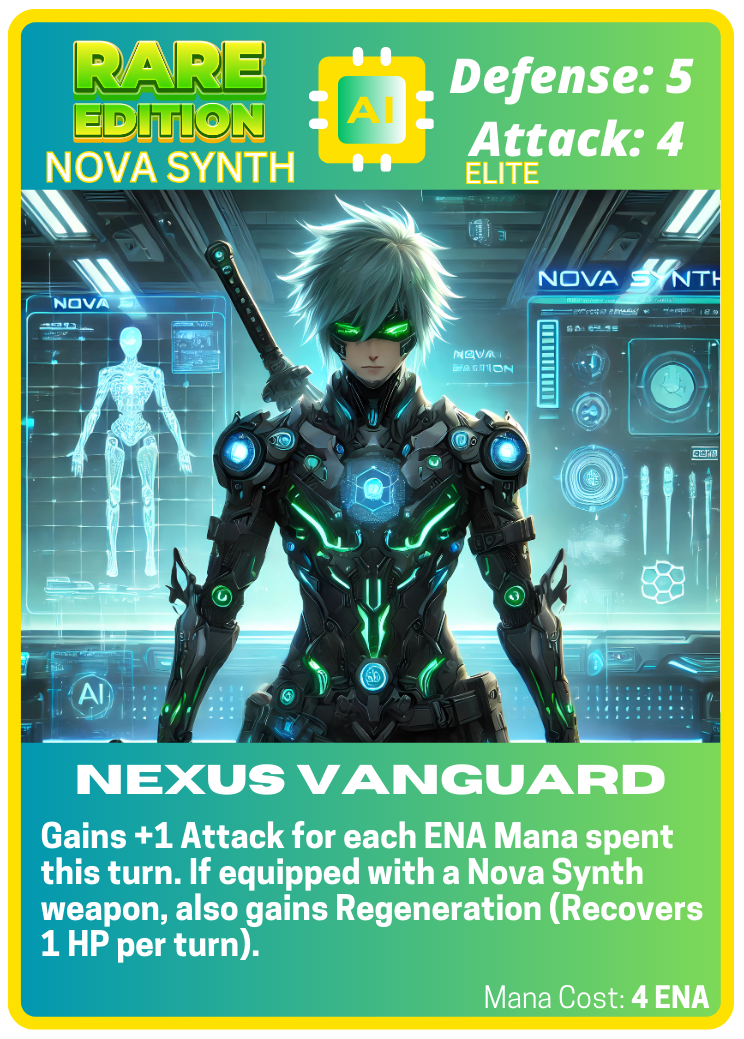 RARE
EDITION
NOVA SYNTH
AI
Defense: 5
Attack: 4
ELITE
NOVA S
NOVA SYNTH
NOVA
AI
NEXUS VANGUARD
Gains +1 Attack for each ENA Mana spent
this turn. If equipped with a Nova Synth
weapon, also gains Regeneration (Recovers
1 HP per turn).
Mana Cost: 4 ENA